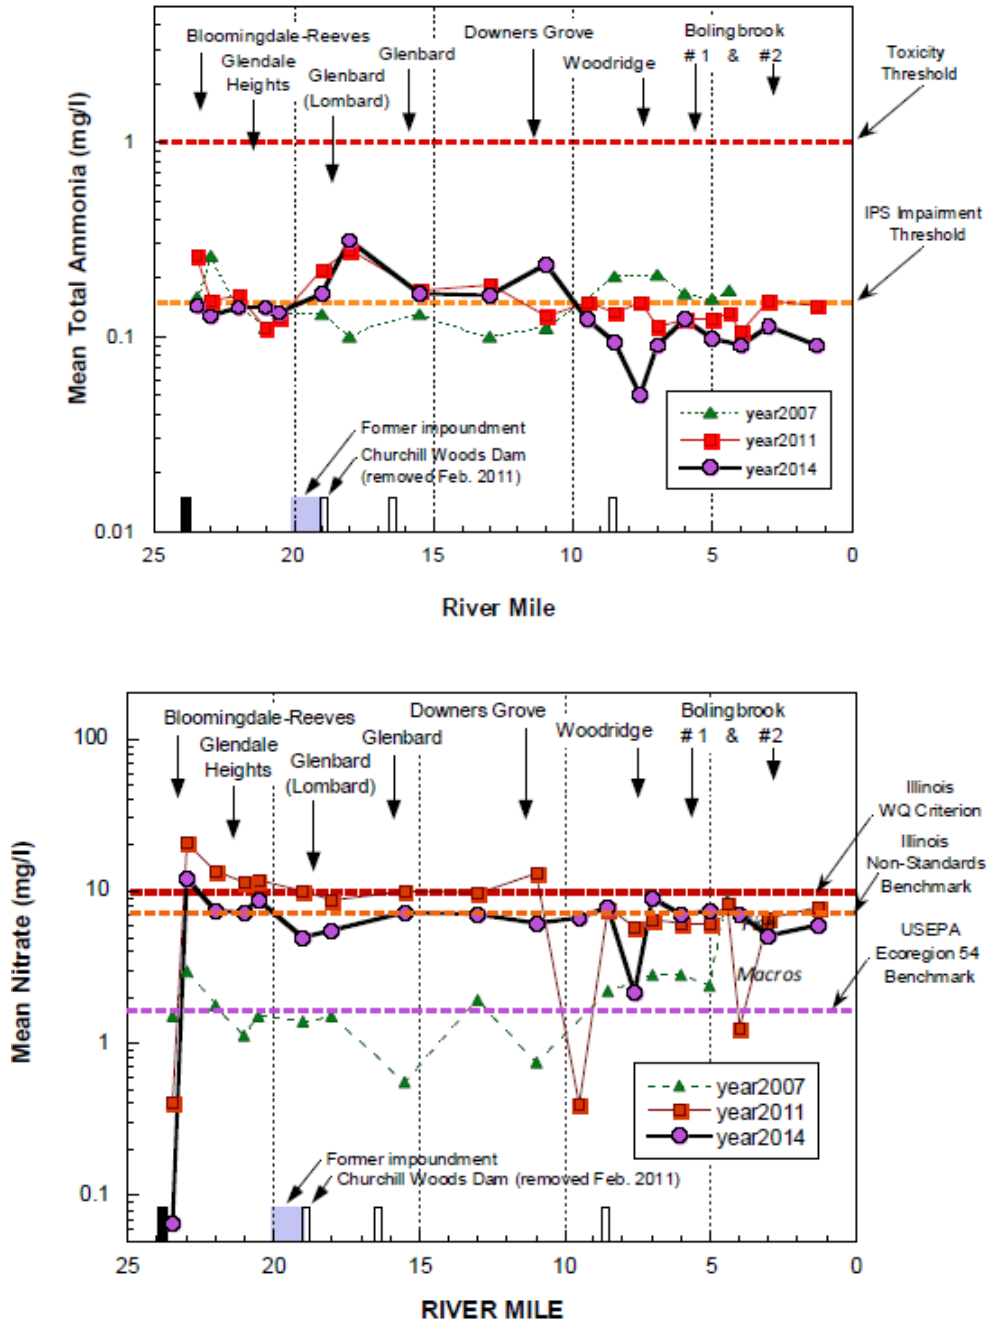 Bloomingdale-Reeves
Glendale
Heights
Glenbard
(Lombard)
Glenbard
Downers Grove
Woodridge
Bolingbrook
# 1 & #2
Toxicity
Threshold
IPS Impairment
Threshold
Mean Total Ammonia (mg/l)
1
0.1
0.01
Former impoundment
Churchill Woods Dam
(removed Feb. 2011)
year2007
year2011
year2014
25 20 15 10 5 0
River Mile
Bloomingdale-Reeves
Glendale
Heights
Glenbard
(Lombard)
Glenbard
Downers Grove
Woodridge
Bolingbrook
# 1 & #2
Illinois
WQ Criterion
Illinois
Non-Standards
Benchmark
USEPA
Ecoregion 54
Benchmark
Mean Nitrate (mg/l)
100
10
1
0.1
Macros
year2007
year2011
year2014
Former impoundment
Churchill Woods Dam (removed Feb. 2011)
25 20 15 10 5 0
RIVER MILE